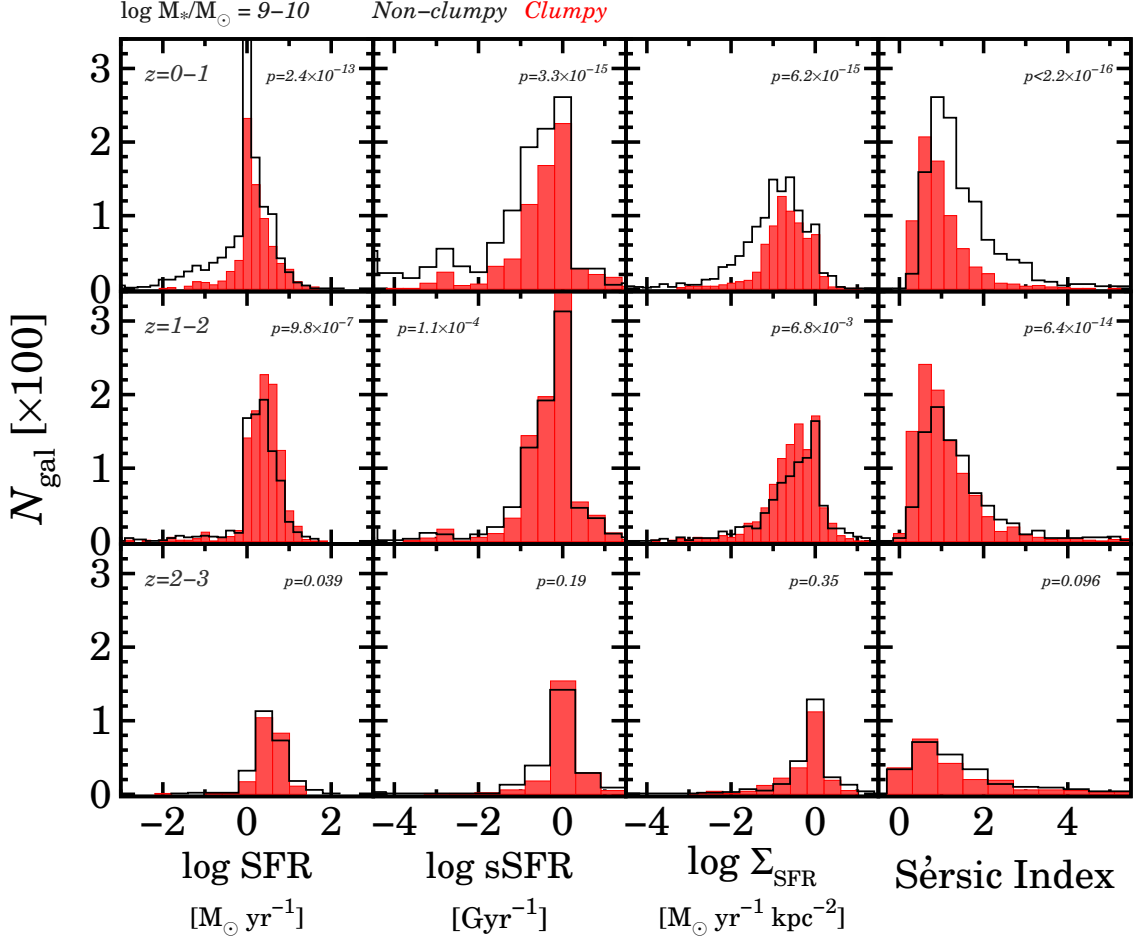 log M*/M⊙ = 9–10 Non–clumpy Clumpy
z=0–1 p=2.4×10⁻¹³ p=3.3×10⁻¹⁵ p=6.2×10⁻¹⁵ p<2.2×10⁻¹⁶
3
2
1
0
z=1–2 p=9.8×10⁻⁷ p=1.1×10⁻⁴ p=6.8×10⁻³ p=6.4×10⁻¹⁴
3
2
1
0
N_gal [×100]
z=2–3 p=0.039 p=0.19 p=0.35 p=0.096
3
2
1
0
−2 0 2 −4 −2 0 −4 −2 0 0 2 4
log SFR log sSFR log Σ_SFR Sėrsic Index
[M⊙ yr⁻¹] [Gyr⁻¹] [M⊙ yr⁻¹ kpc⁻²]